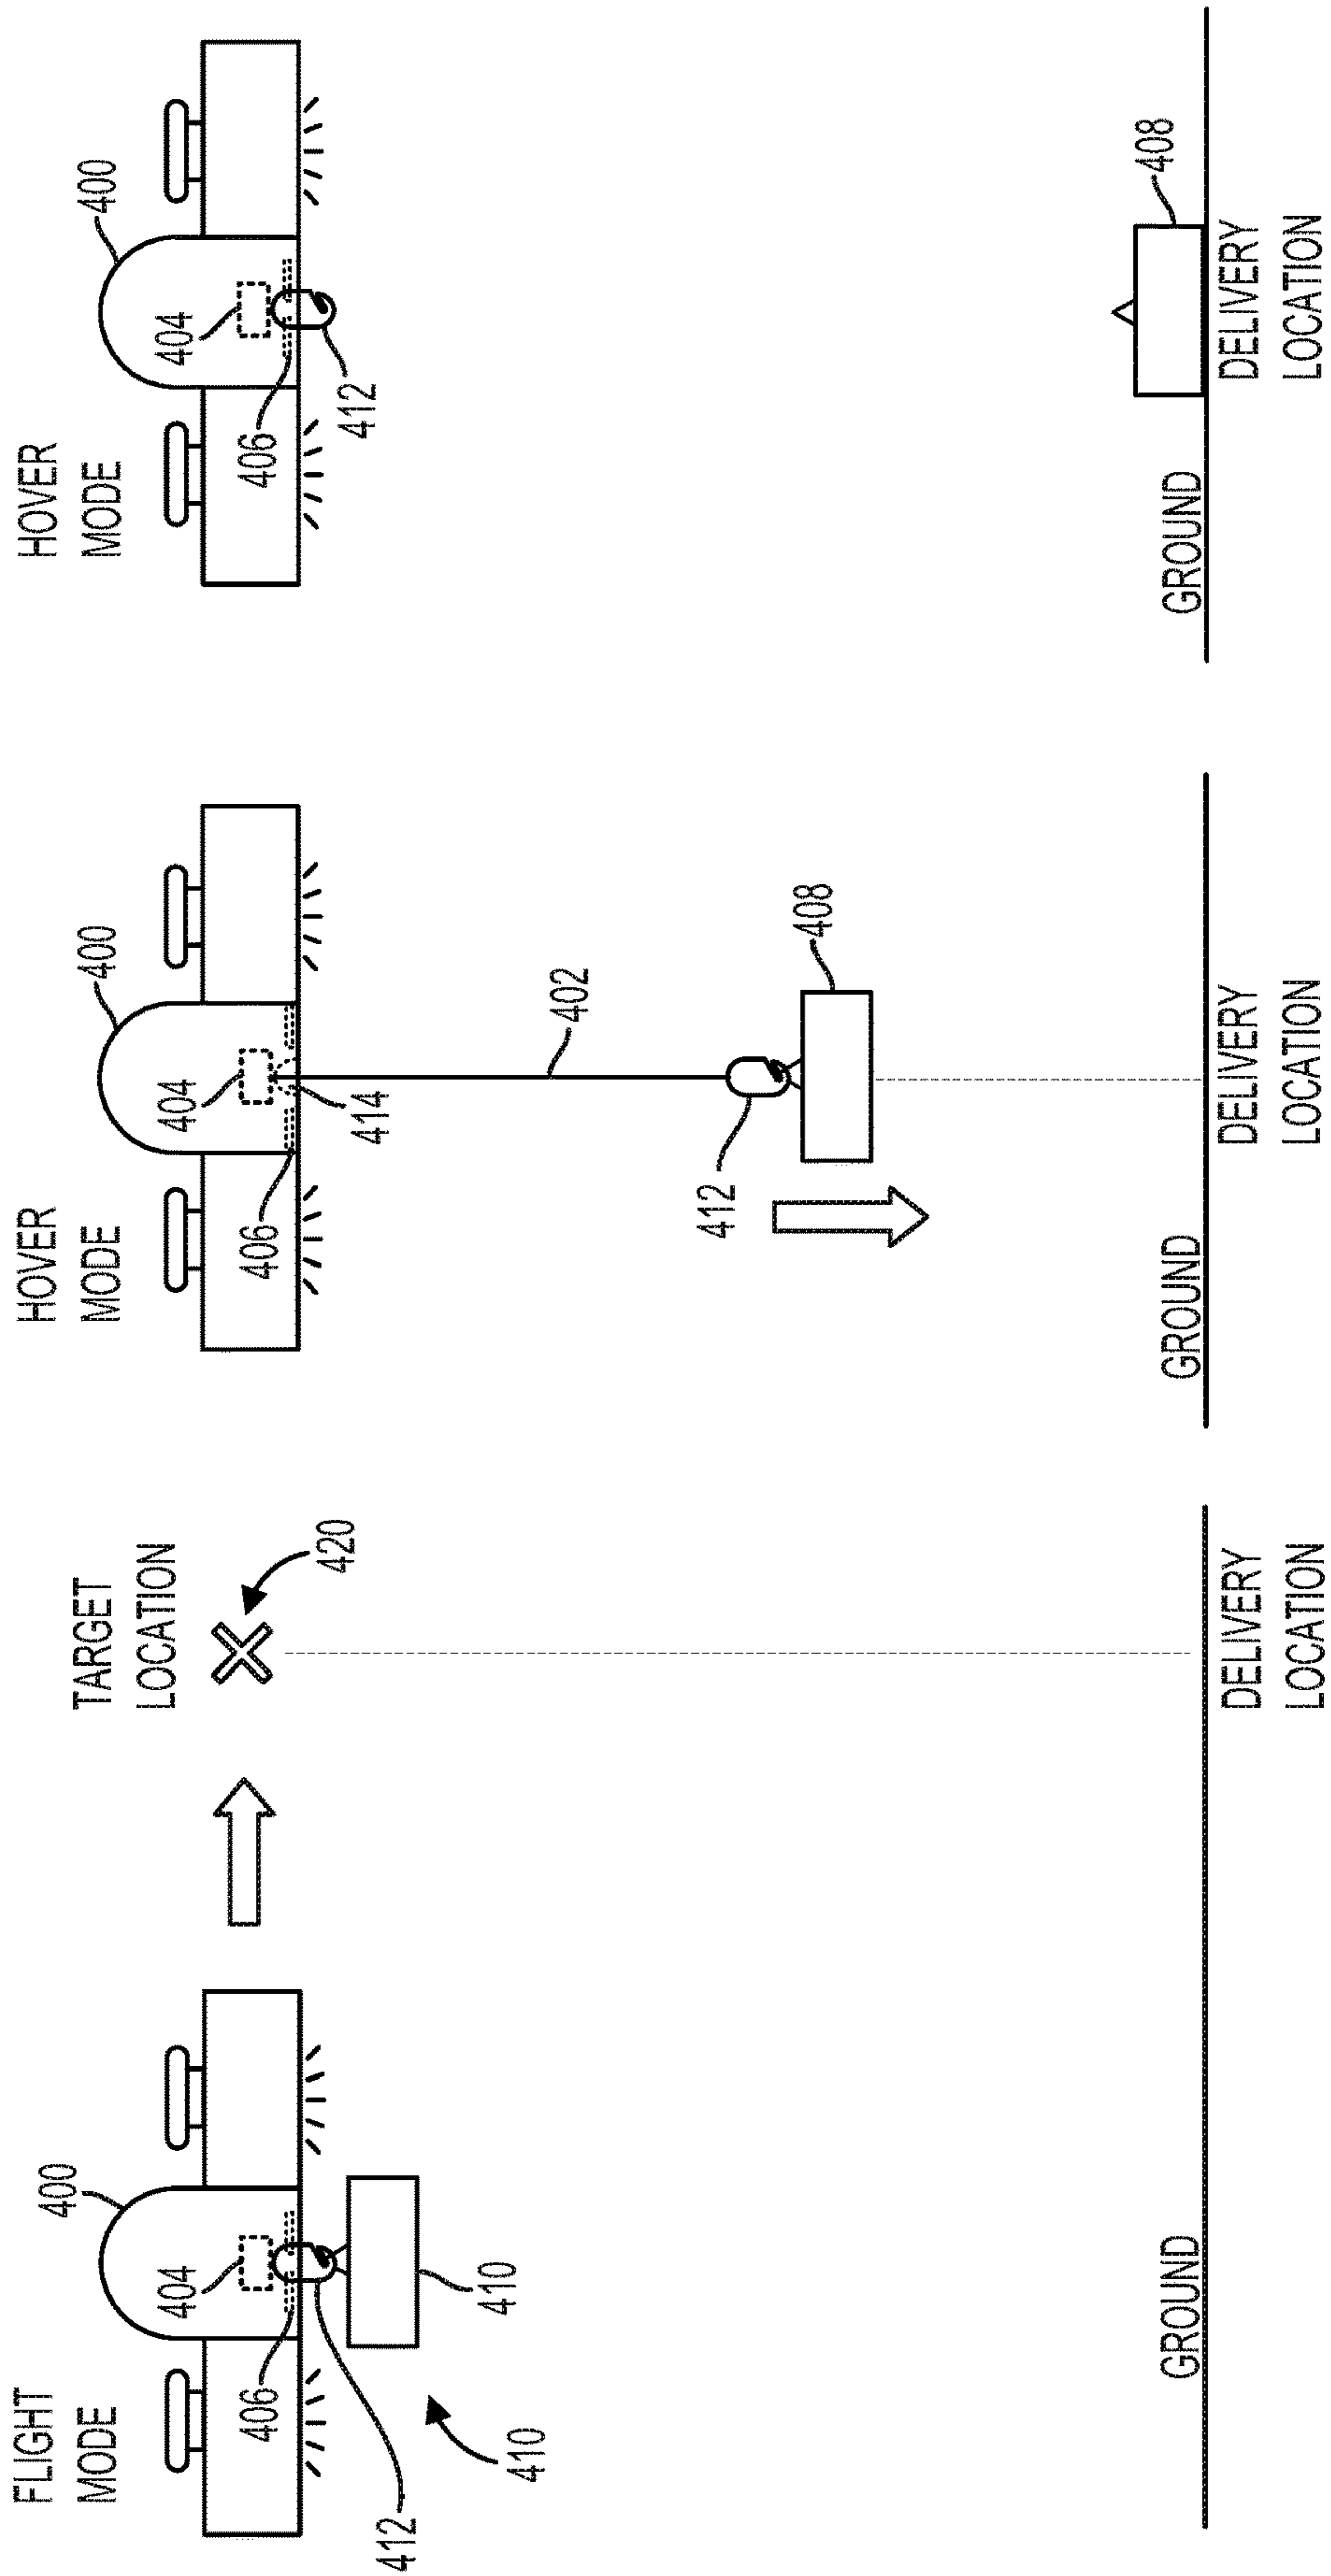 FLIGHT
MODE
400
404
406
412
410
410
TARGET
LOCATION
420
GROUND
DELIVERY
LOCATION
HOVER
MODE
400
404
406
414
402
412
408
GROUND
DELIVERY
LOCATION
HOVER
MODE
400
404
406
412
408
GROUND
DELIVERY
LOCATION